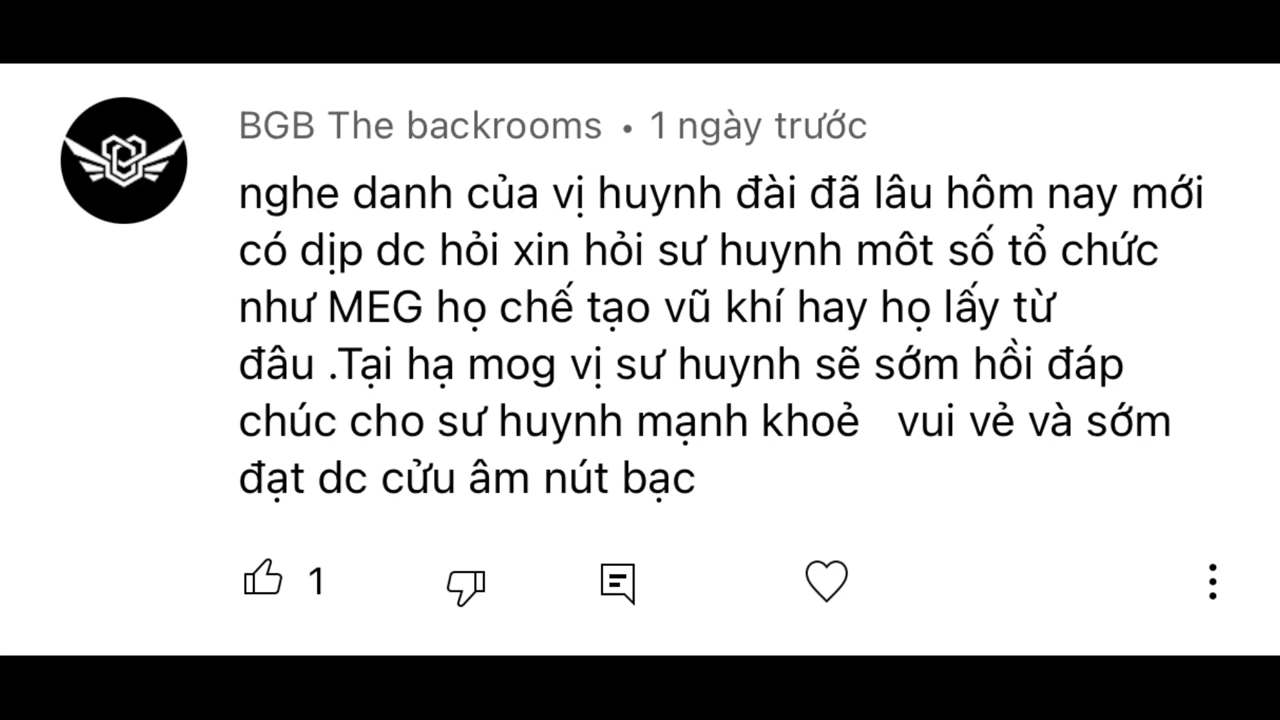 BGB The backrooms • 1 ngày trước
nghe danh của vị huynh đài đã lâu hôm nay mới
có dịp dc hỏi xin hỏi sư huynh môt số tổ chức
như MEG họ chế tạo vũ khí hay họ lấy từ
đâu .Tại hạ mog vị sư huynh sẽ sớm hồi đáp
chúc cho sư huynh mạnh khoẻ   vui vẻ và sớm
đạt dc cửu âm nút bạc
1